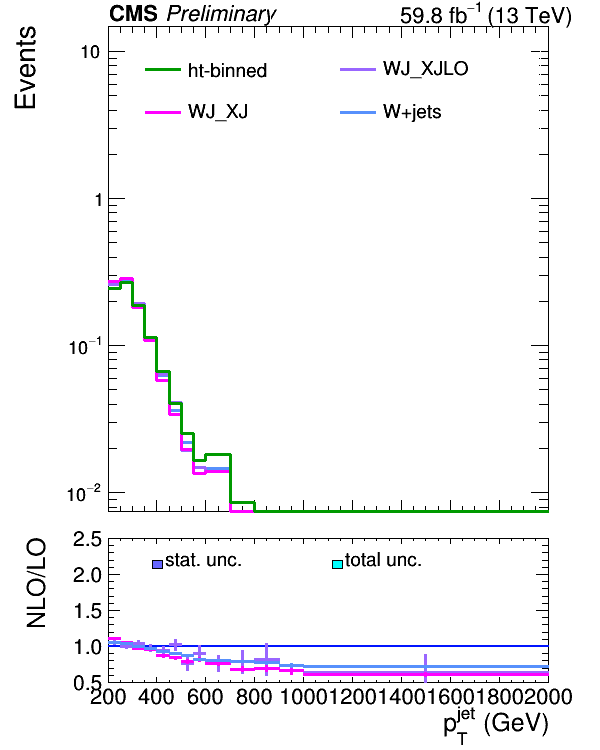 CMS Preliminary 59.8 fb⁻¹ (13 TeV)
Events
10
1
10⁻¹
10⁻²
ht-binned
WJ_XJLO
WJ_XJ
W+jets
NLO/LO
2.5
2.0
1.5
1.0
0.5
stat. unc.
total unc.
200 400 600 800 1000 1200 1400 1600 1800 2000
p_T^jet (GeV)